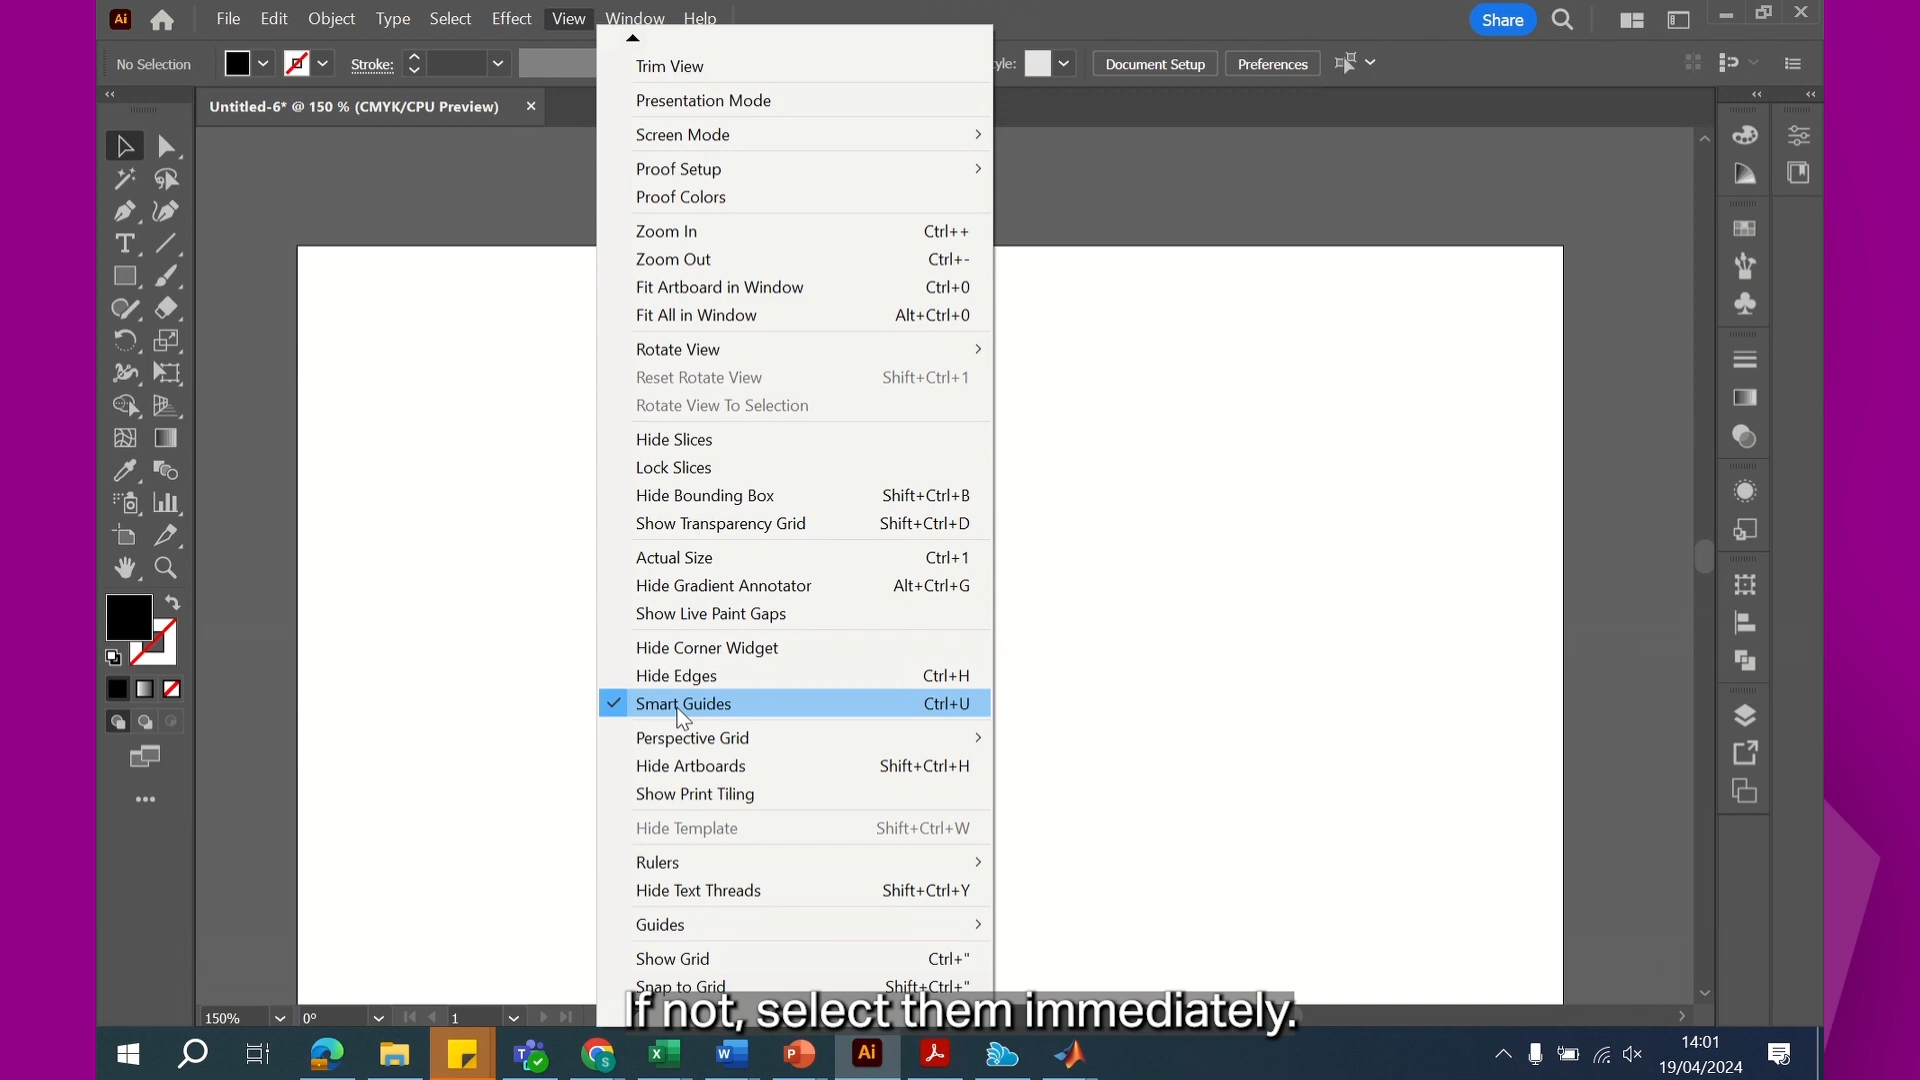 Ai File Edit Object Type Select Effect View Window Help Share
No Selection Stroke: yle: Document Setup Preferences
Untitled-6* @ 150 % (CMYK/CPU Preview)
Trim View
Presentation Mode
Screen Mode
Proof Setup
Proof Colors
Zoom In Ctrl++
Zoom Out Ctrl+-
Fit Artboard in Window Ctrl+0
Fit All in Window Alt+Ctrl+0
Rotate View
Reset Rotate View Shift+Ctrl+1
Rotate View To Selection
Hide Slices
Lock Slices
Hide Bounding Box Shift+Ctrl+B
Show Transparency Grid Shift+Ctrl+D
Actual Size Ctrl+1
Hide Gradient Annotator Alt+Ctrl+G
Show Live Paint Gaps
Hide Corner Widget
Hide Edges Ctrl+H
Smart Guides Ctrl+U
Perspective Grid
Hide Artboards Shift+Ctrl+H
Show Print Tiling
Hide Template Shift+Ctrl+W
Rulers
Hide Text Threads Shift+Ctrl+Y
Guides
Show Grid Ctrl+"
Snap to Grid Shift+Ctrl+"
If not, select them immediately.
150% 0° 1
Ai
14:01
19/04/2024